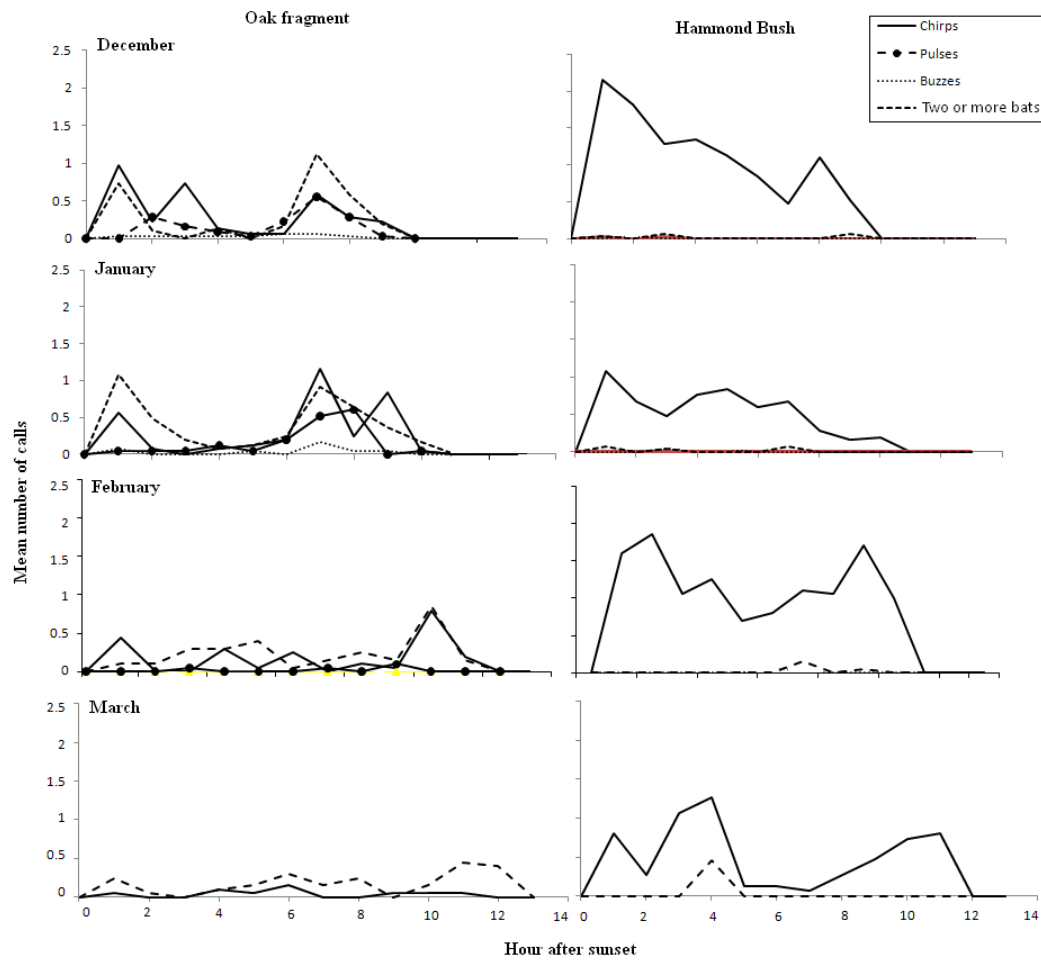 Oak fragment
Hammond Bush
Chirps
Pulses
Buzzes
Two or more bats
December
2.5
2
1.5
1
0.5
0
January
2.5
2
1.5
1
0.5
0
February
2.5
2
1.5
1
0.5
0
March
2.5
2
1.5
1
0.5
0
0 2 4 6 8 10 12 14
0 2 4 6 8 10 12 14
Mean number of calls
Hour after sunset